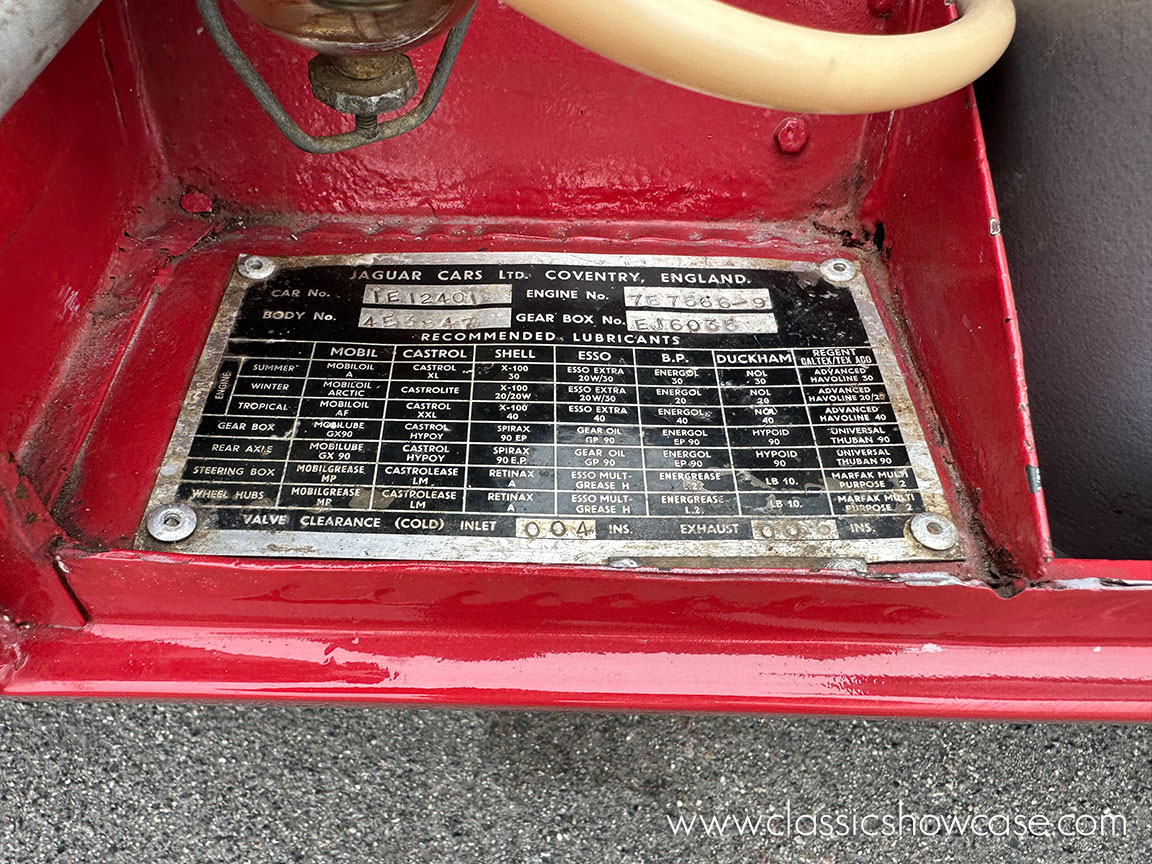 JAGUAR CARS LTD. COVENTRY, ENGLAND.
CAR No. 1E12401 ENGINE No. 7E7666-9
BODY No. GEAR BOX No.
RECOMMENDED LUBRICANTS
MOBIL CASTROL SHELL ESSO B.P. DUCKHAM REGENT CALTEX/TEXACO
ENGINE
SUMMER MOBILOIL A CASTROL XL X-100 30 ESSO EXTRA 20W/30 ENERGOL 30 NOL 30 ADVANCED HAVOLINE 30
WINTER MOBILOIL ARCTIC CASTROLITE X-100 20/20W ESSO EXTRA 20W/30 ENERGOL 20 NOL 20 ADVANCED HAVOLINE
TROPICAL MOBILOIL AF CASTROL XXL X-100 40 ESSO EXTRA 40 ENERGOL 40 NOL 40 ADVANCED HAVOLINE 40
GEAR BOX MOBILUBE GX90 CASTROL HYPOY SPIRAX 90 EP GEAR OIL GP 90 ENERGOL EP 90 HYPOID 90 UNIVERSAL THUBAN 90
REAR AXLE MOBILUBE GX 90 CASTROL HYPOY SPIRAX 90 E.P. GEAR OIL GP 90 ENERGOL EP 90 HYPOID 90 UNIVERSAL THUBAN 90
STEERING BOX MOBILGREASE MP CASTROLEASE LM RETINAX A ESSO MULT- GREASE H ENERGREASE L.2. LB 10. MARFAK MULTI PURPOSE 2
WHEEL HUBS MOBILGREASE MP CASTROLEASE LM RETINAX A ESSO MULT- GREASE H ENERGREASE L.2. LB 10. MARFAK MULTI PURPOSE 2
VALVE CLEARANCE (COLD) INLET 004 INS. EXHAUST INS.
www.classicshowcase.com